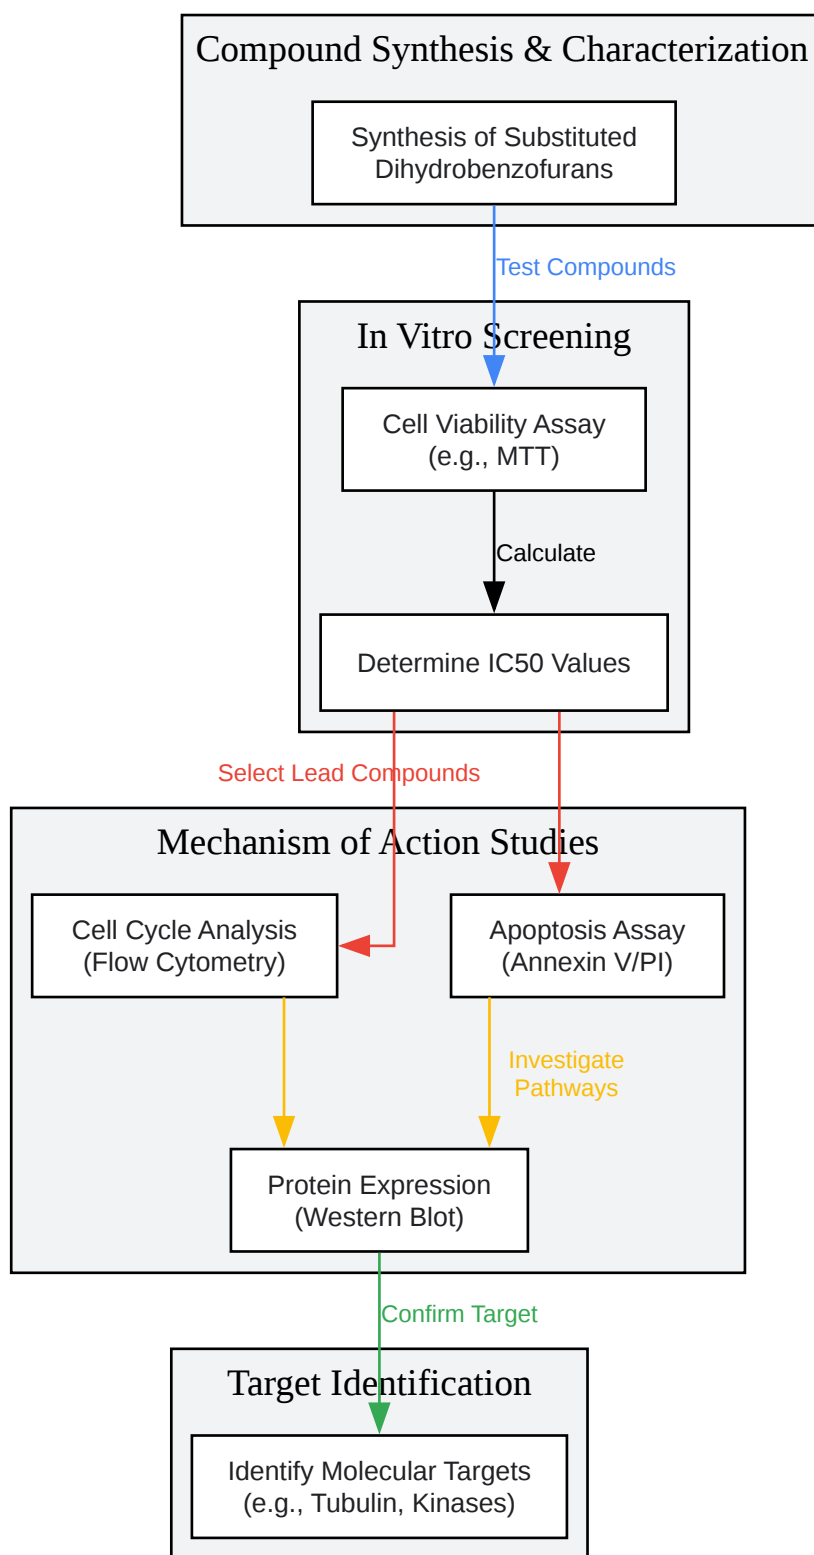 Compound Synthesis & Characterization
Synthesis of Substituted
Dihydrobenzofurans
Test Compounds
In Vitro Screening
Cell Viability Assay
(e.g., MTT)
Calculate
Determine IC50 Values
Select Lead Compounds
Mechanism of Action Studies
Cell Cycle Analysis
(Flow Cytometry)
Apoptosis Assay
(Annexin V/PI)
Investigate
Pathways
Protein Expression
(Western Blot)
Confirm Target
Target Identification
Identify Molecular Targets
(e.g., Tubulin, Kinases)